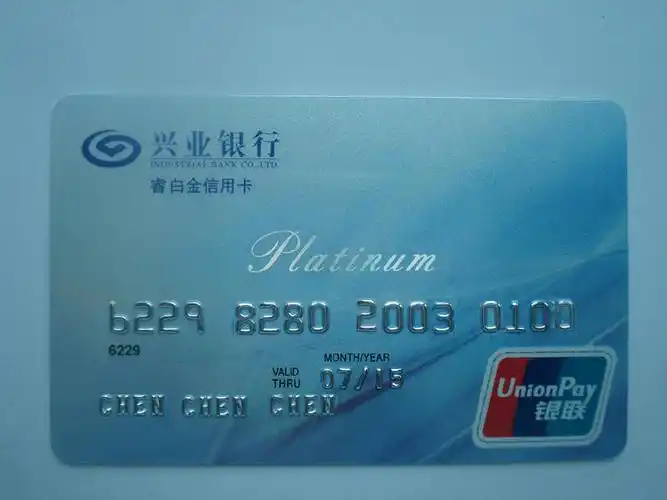 兴业银行
INDUSTRIAL BANK CO.,LTD.
睿白金信用卡
Platinum
6229 8280 2003 0100
6229
MONTH/YEAR
VALID THRU 07/15
CHEN CHEN CHEN
UnionPay
银联